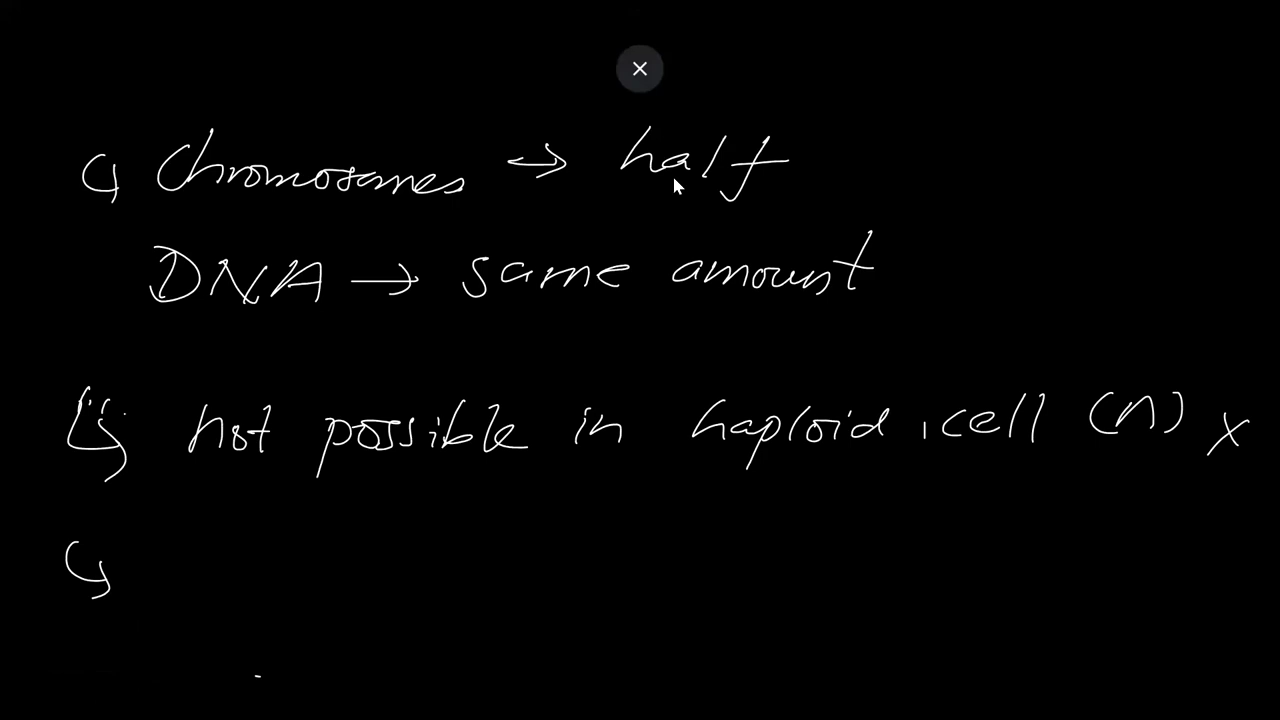 ↳ Chromosomes → half
DNA → same amount
↳ not possible in haploid cell (n) x
↳